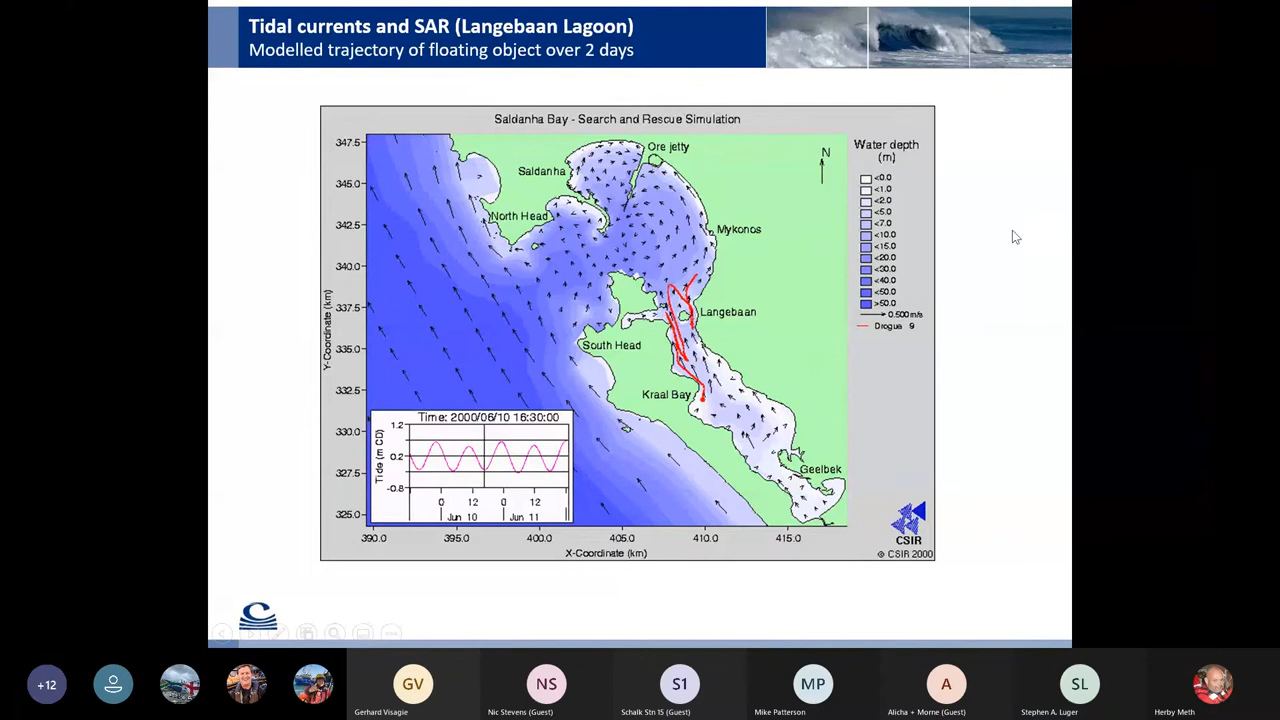 Tidal currents and SAR (Langebaan Lagoon)
Modelled trajectory of floating object over 2 days
Saldanha Bay - Search and Rescue Simulation
347.5
345.0
342.5
340.0
337.5
335.0
332.5
330.0
327.5
325.0
Y-Coordinate (km)
Ore jetty
Saldanha
North Head
Mykonos
Langebaan
South Head
Kraal Bay
Geelbek
N
Water depth
(m)
<0.0
<1.0
<2.0
<5.0
<7.0
<10.0
<15.0
<20.0
<30.0
<40.0
<50.0
>50.0
0.500m/s
Drogue 9
Time: 2000/06/10 16:30:00
Tide (m CD)
1.2
0.2
-0.8
0 12 0 12
Jun 10 Jun 11
390.0 395.0 400.0 405.0 410.0 415.0
X-Coordinate (km)
CSIR
© CSIR 2000
+12
GV
NS
S1
MP
A
SL
Gerhard Visagie
Nic Stevens (Guest)
Schalk Stn 15 (Guest)
Mike Patterson
Alicha + Morne (Guest)
Stephen A. Luger
Herby Meth